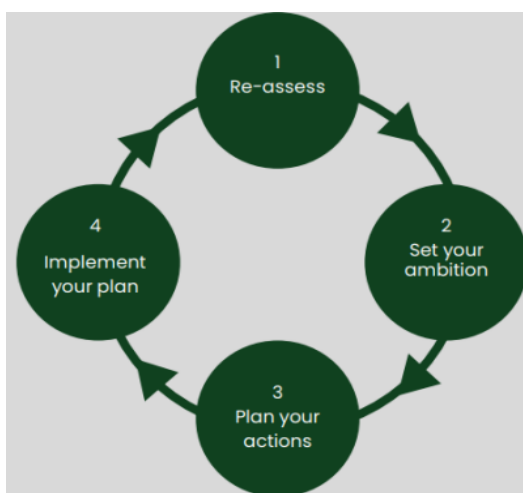 1
Re-assess
2
Set your
ambition
3
Plan your
actions
4
Implement
your plan